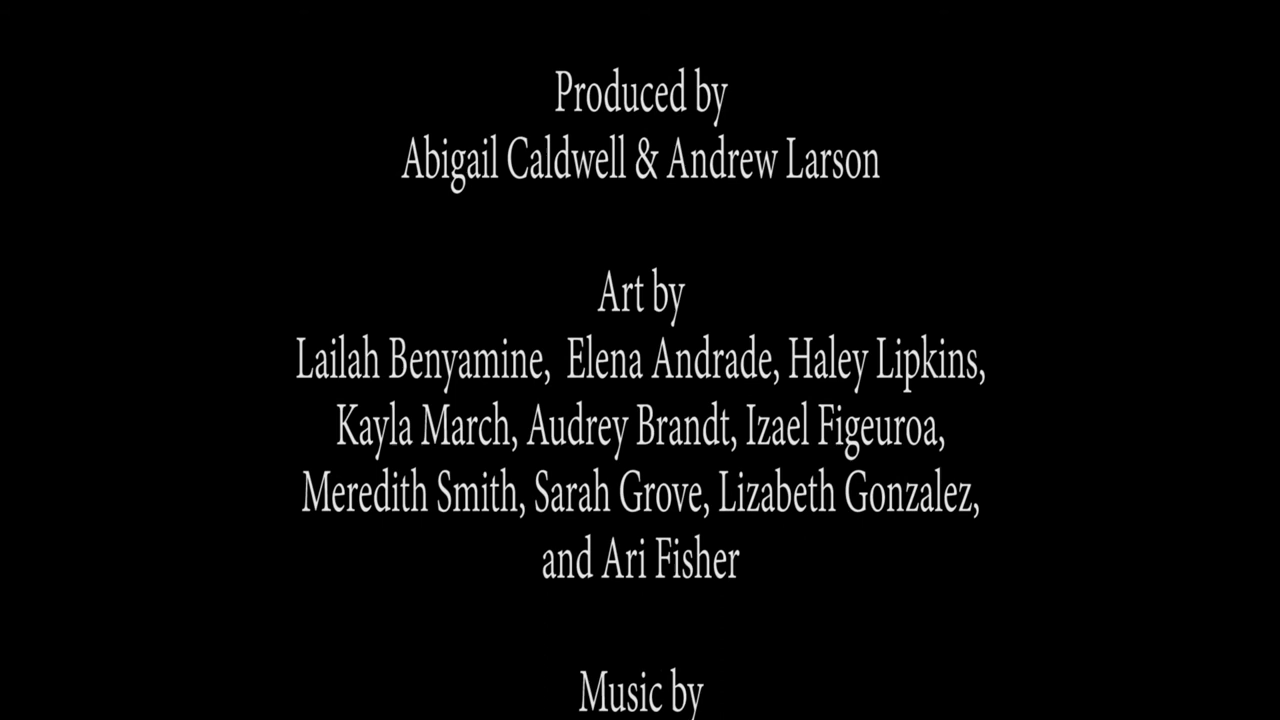 Produced by
Abigail Caldwell & Andrew Larson
Art by
Lailah Benyamine, Elena Andrade, Haley Lipkins,
Kayla March, Audrey Brandt, Izael Figeuroa,
Meredith Smith, Sarah Grove, Lizabeth Gonzalez,
and Ari Fisher
Music by